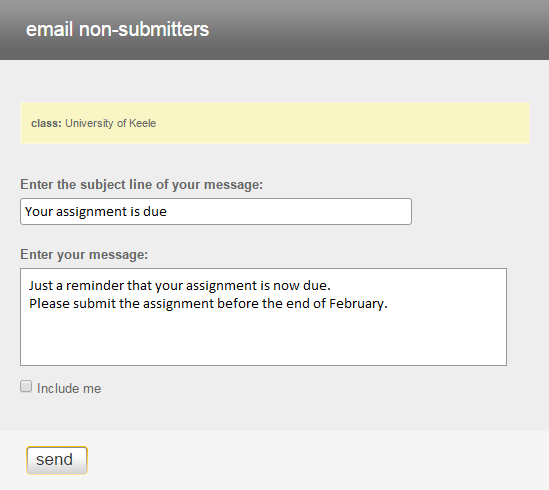 email non-submitters
class: University of Keele
Enter the subject line of your message:
Your assignment is due
Enter your message:
Just a reminder that your assignment is now due.
Please submit the assignment before the end of February.
Include me
send